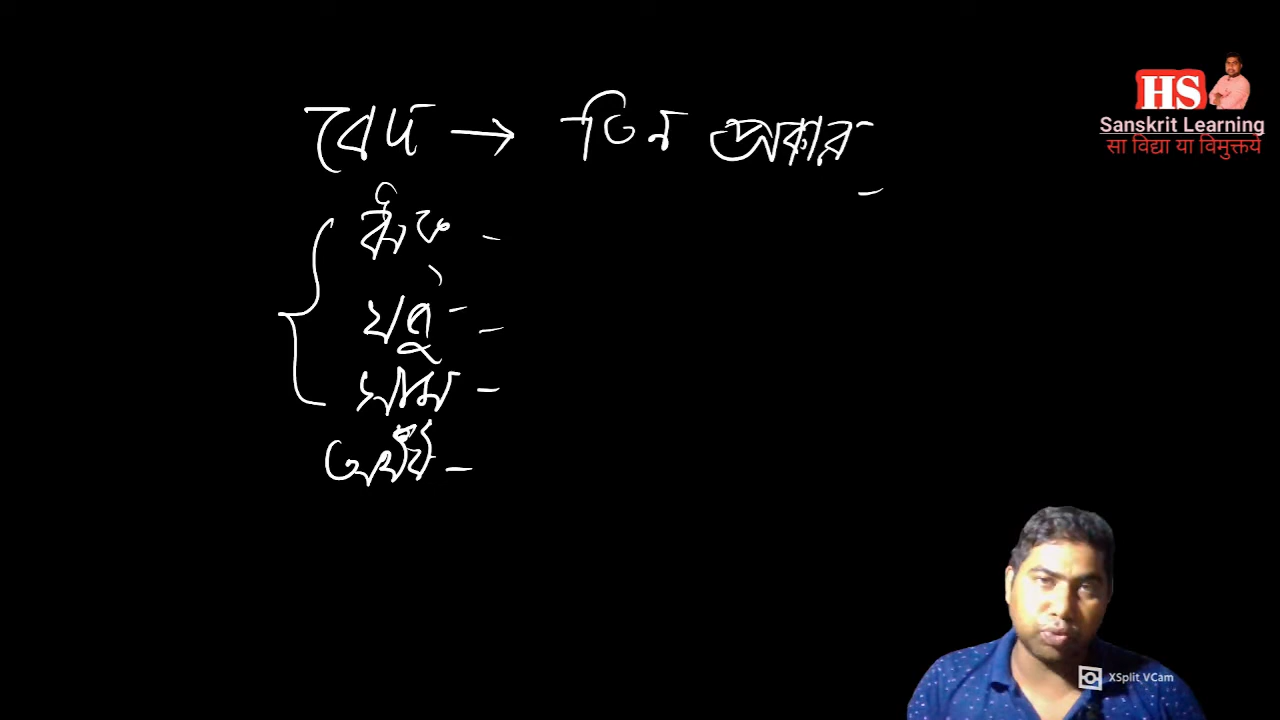 বেদ → তিন প্রকার -
ঋক -
যজু -
সাম -
অথর্ব -
HS
Sanskrit Learning
सा विद्या या विमुक्तये
XSplit VCam